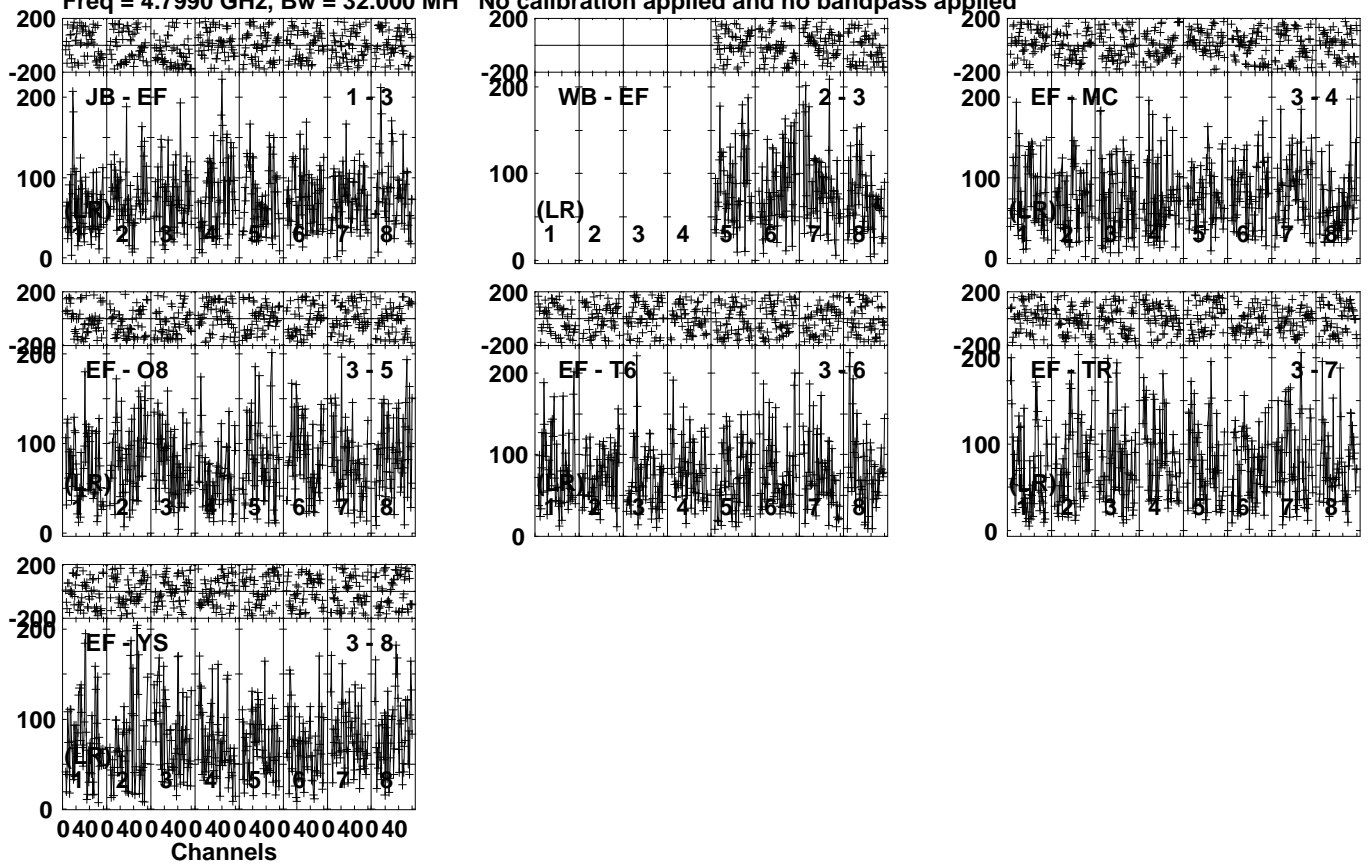 Freq = 4.7990 GHz, Bw = 32.000 MH No calibration applied and no bandpass applied
200
-200
200
100
0
JB - EF 1 - 3
(LR)
1 2 3 4 5 6 7 8
200
-200
200
100
0
WB - EF 2 - 3
(LR)
1 2 3 4 5 6 7 8
200
-200
200
100
0
EF - MC 3 - 4
(LR)
1 2 3 4 5 6 7 8
200
-200
200
100
0
EF - O8 3 - 5
(LR)
1 2 3 4 5 6 7 8
200
-200
200
100
0
EF - T6 3 - 6
(LR)
1 2 3 4 5 6 7 8
200
-200
200
100
0
EF - TR 3 - 7
(LR)
1 2 3 4 5 6 7 8
200
-200
200
100
0
EF - YS 3 - 8
(LR)
1 2 3 4 5 6 7 8
0 40 0 40 0 40 0 40 0 40 0 40 0 40 0 40
Channels